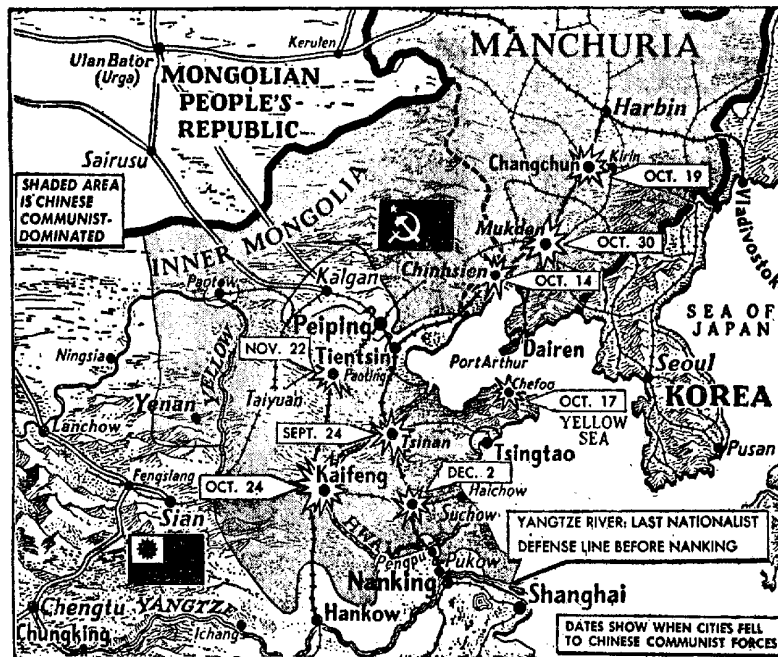 MANCHURIA
Kerulen
Ulan Bator
(Urga)
MONGOLIAN
PEOPLE'S
REPUBLIC
Harbin
Sairusu
Changchun
Kirin
OCT. 19
SHADED AREA
IS CHINESE
COMMUNIST-
DOMINATED
Vladivostok
INNER MONGOLIA
Mukden
OCT. 30
Chinhsien
OCT. 14
Paotow
Kalgan
SEA OF
JAPAN
Peiping
Ningsia
YELLOW
NOV. 22
Tientsin
Paoting
Port Arthur
Dairen
Seoul
KOREA
Chefoo
OCT. 17
Taiyuan
Yenan
YELLOW
SEA
Lanchow
SEPT. 24
Tsinan
Tsingtao
Pusan
DEC. 2
Fengsiang
OCT. 24
Kaifeng
Haichow
Sian
Suchow
YANGTZE RIVER: LAST NATIONALIST
DEFENSE LINE BEFORE NANKING
HWAI
Pengpu
Pukow
Nanking
Shanghai
Chengtu
YANGTZE
Chungking
Ichang
Hankow
DATES SHOW WHEN CITIES FELL
TO CHINESE COMMUNIST FORCES